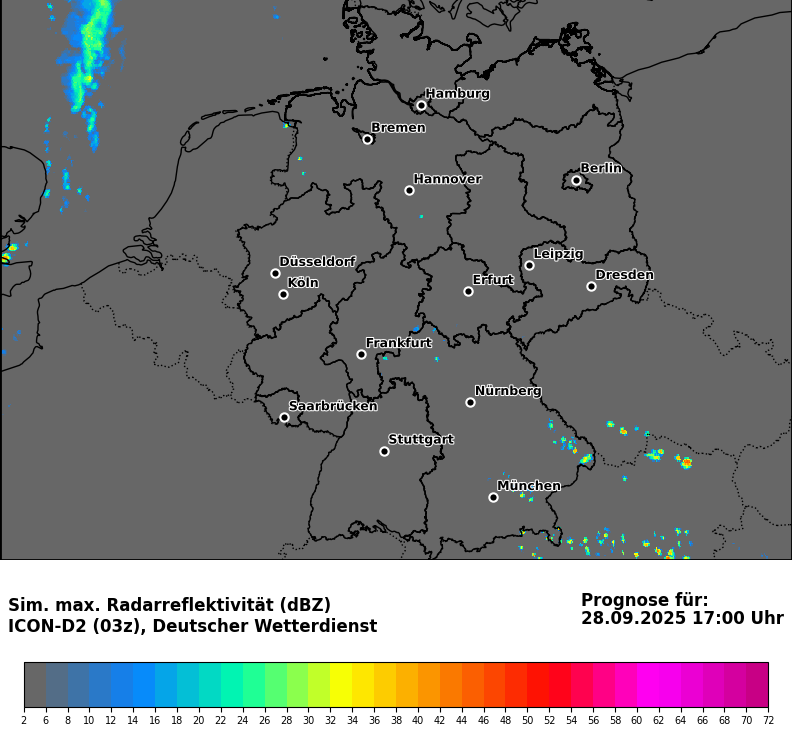 Hamburg
Bremen
Berlin
Hannover
Leipzig
Düsseldorf
Dresden
Köln
Erfurt
Frankfurt
Nürnberg
Saarbrücken
Stuttgart
München
Sim. max. Radarreflektivität (dBZ)
ICON-D2 (03z), Deutscher Wetterdienst
Prognose für:
28.09.2025 17:00 Uhr
2 6 8 10 12 14 16 18 20 22 24 26 28 30 32 34 36 38 40 42 44 46 48 50 52 54 56 58 60 62 64 66 68 70 72